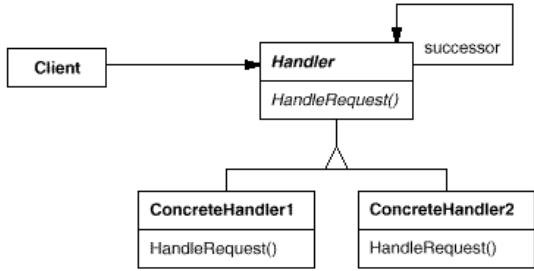 successor
Client
Handler
HandleRequest()
ConcreteHandler1
ConcreteHandler2
HandleRequest()
HandleRequest()